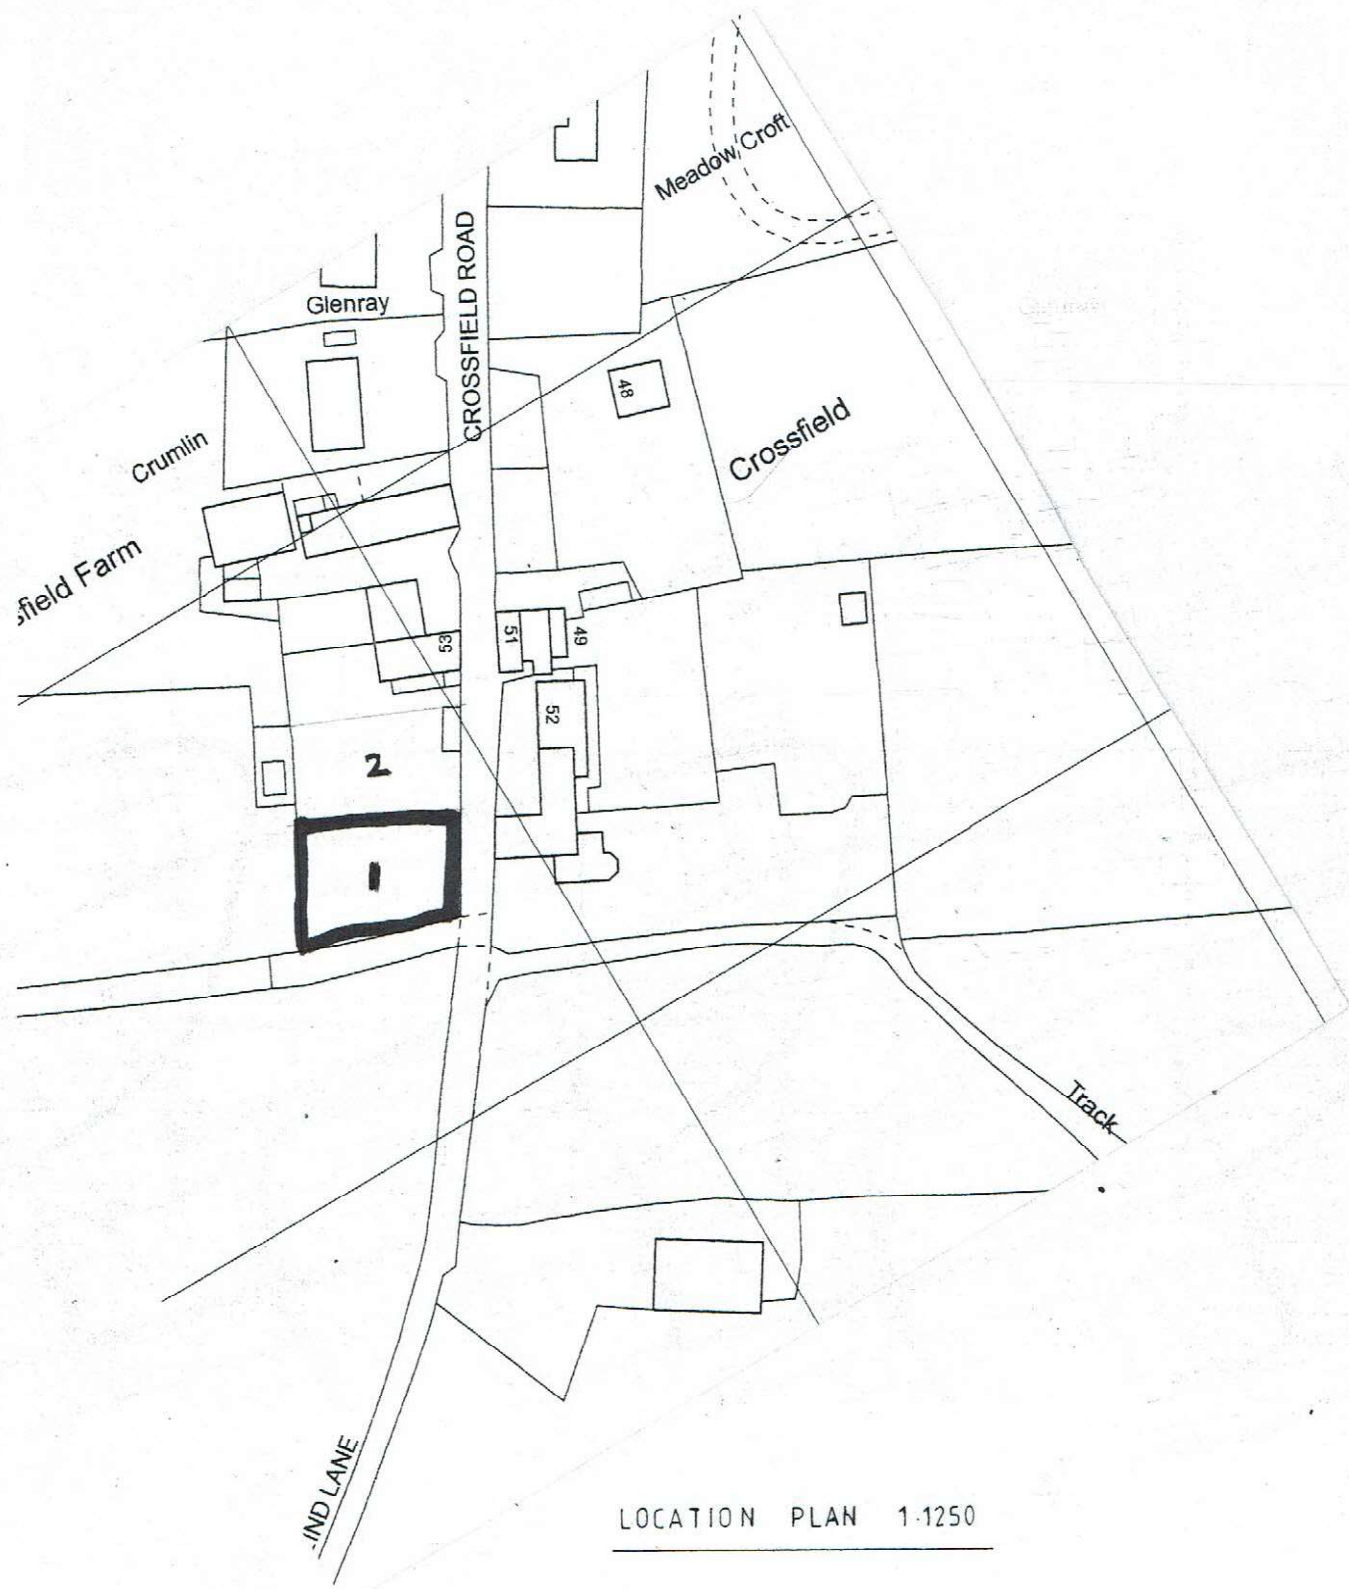 Meadow Croft
CROSSFIELD ROAD
Glenray
48
Crossfield
Crumlin
sfield Farm
53
51
49
52
2
1
Track
IND LANE
LOCATION PLAN 1:1250